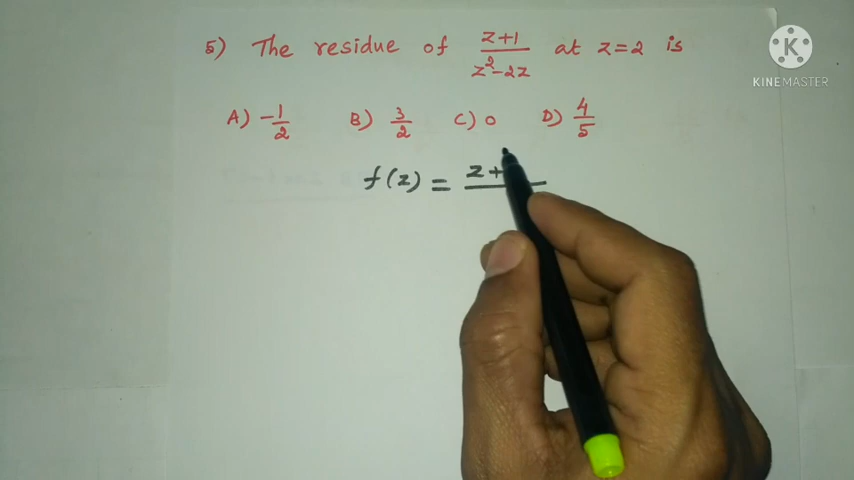 5) The residue of z+1/z²-2z at z=2 is
A) -1/2 B) 3/2 C) 0 D) 4/5
f(z) = z+
K
KINEMASTER